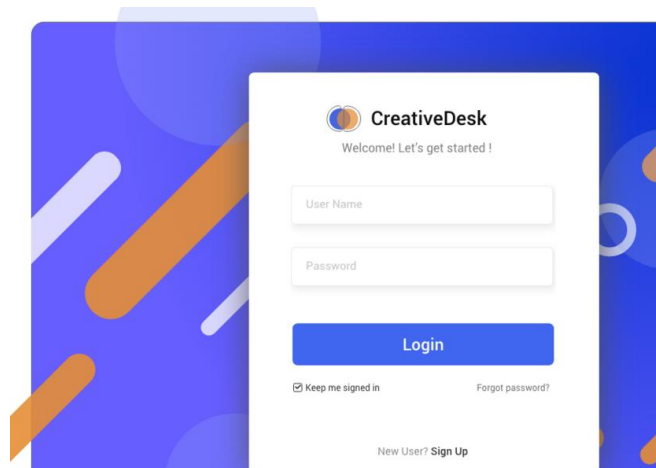 CreativeDesk
Welcome! Let's get started !
User Name
Password
Login
Keep me signed in
Forgot password?
New User? Sign Up